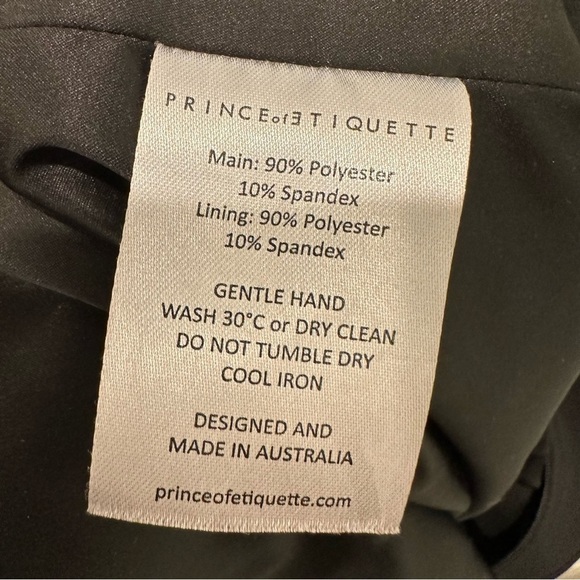 PRINCEofƎTIQUETTE
Main: 90% Polyester
10% Spandex
Lining: 90% Polyester
10% Spandex
GENTLE HAND
WASH 30°C or DRY CLEAN
DO NOT TUMBLE DRY
COOL IRON
DESIGNED AND
MADE IN AUSTRALIA
princeofetiquette.com